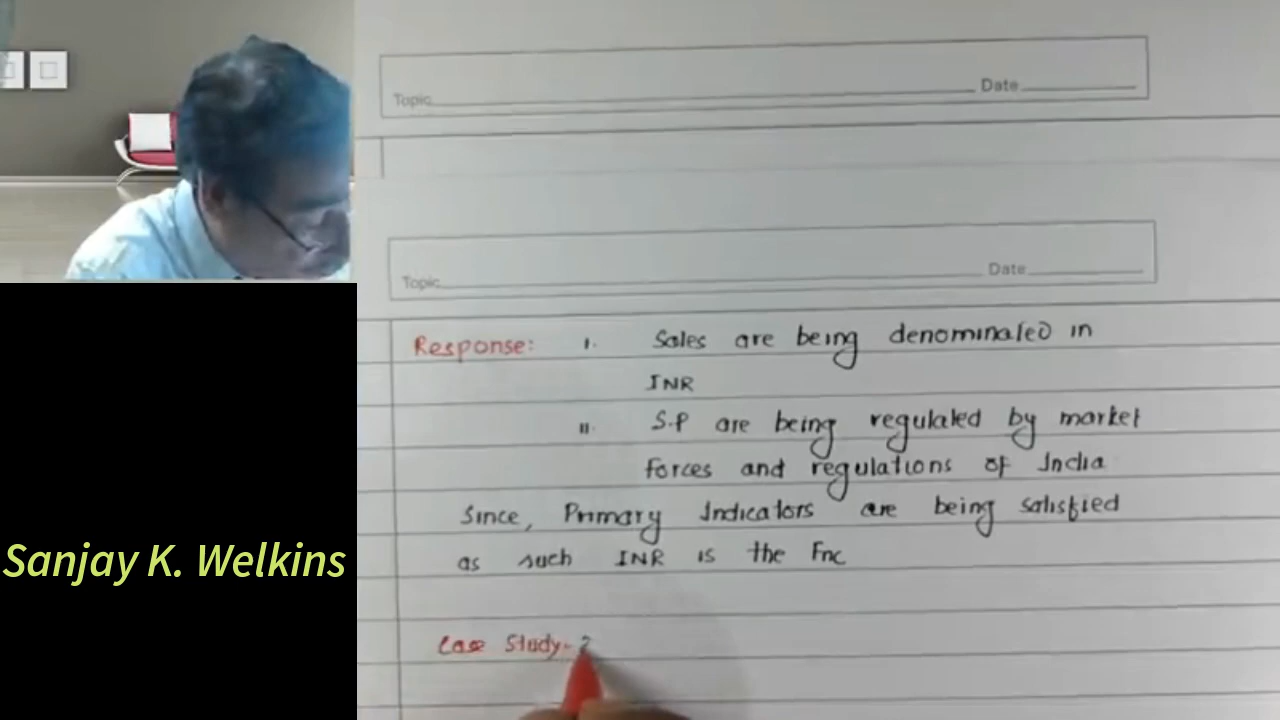 Topic
Date
Topic
Date
Response: I. Sales are being denominated in
INR
II. S.P are being regulated by market
forces and regulations of India
Since, Primary Indicators are being satisfied
as such INR is the Fnc
Case Study-2
Sanjay K. Welkins